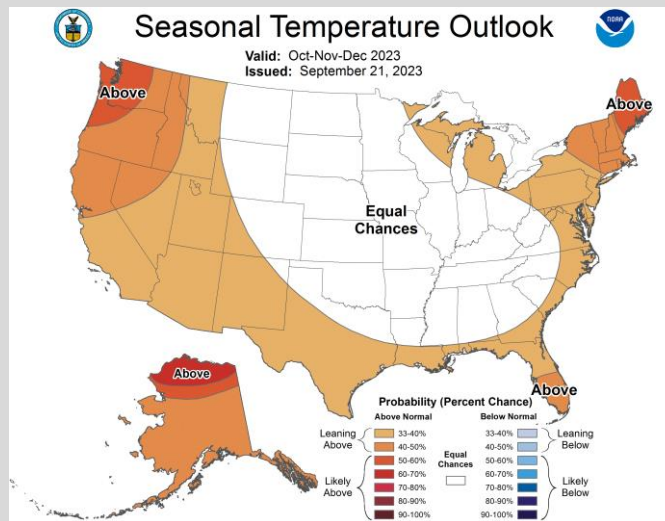 Seasonal Temperature Outlook
NOAA
Valid: Oct-Nov-Dec 2023
Issued: September 21, 2023
Above
Above
Equal
Chances
Above
Above
Probability (Percent Chance)
Above Normal
Below Normal
Leaning
Above
33-40%
40-50%
50-60%
60-70%
70-80%
80-90%
90-100%
Likely
Above
Equal
Chances
33-40%
40-50%
50-60%
60-70%
70-80%
80-90%
90-100%
Leaning
Below
Likely
Below